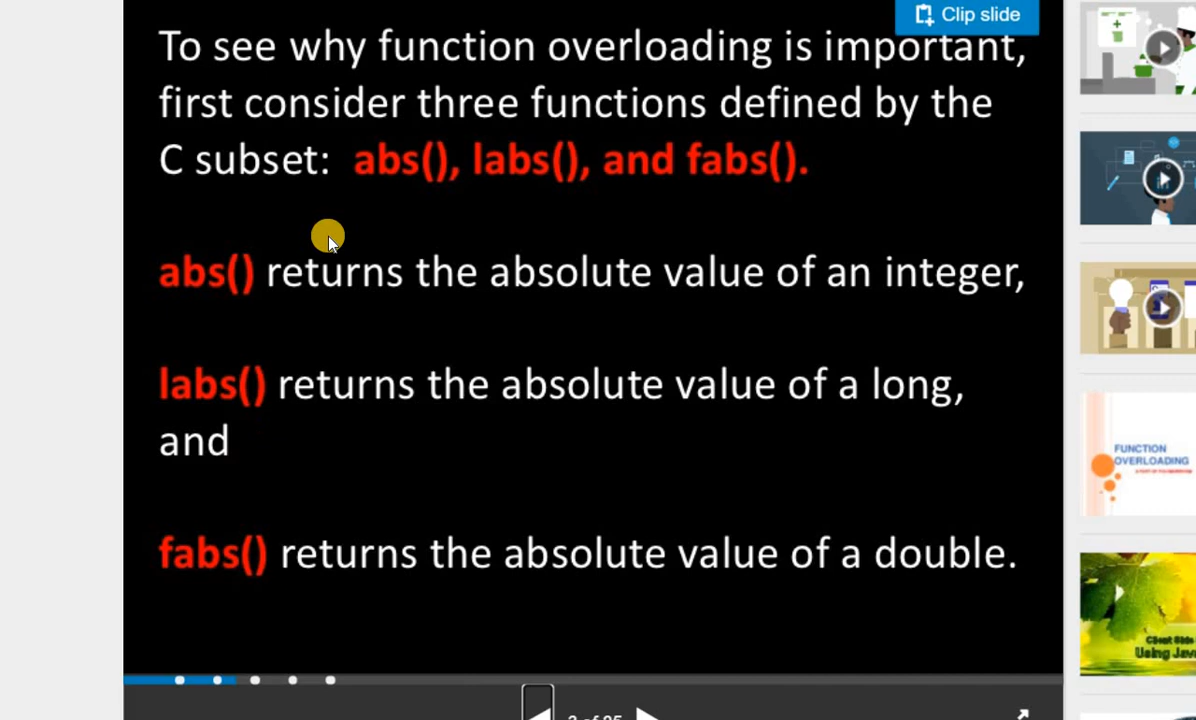 Clip slide
To see why function overloading is important,
first consider three functions defined by the
C subset: abs(), labs(), and fabs().
abs() returns the absolute value of an integer,
labs() returns the absolute value of a long,
and
fabs() returns the absolute value of a double.
FUNCTION
OVERLOADING
Using Java